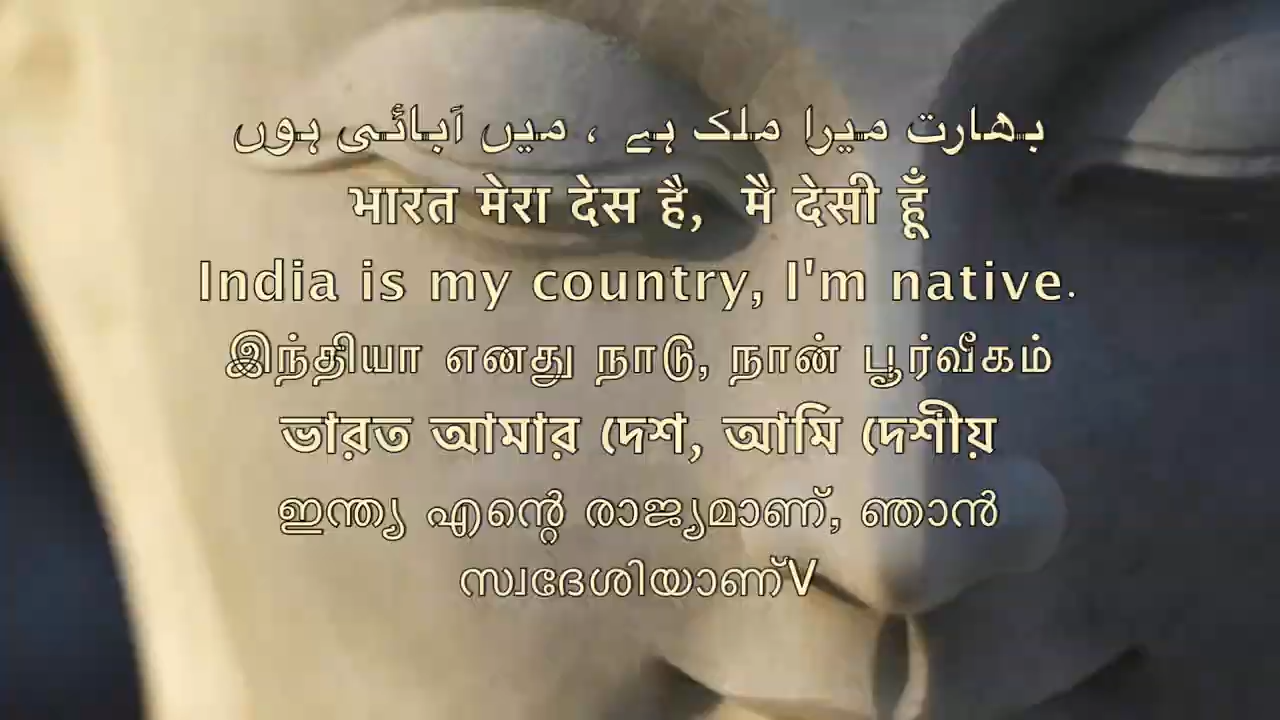 بھارت میرا ملک ہے ، میں آبائی ہوں
भारत मेरा देस है, मै देसी हूँ
India is my country, I'm native.
இந்தியா எனது நாடு, நான் பூர்வீகம்
ভারত আমার দেশ, আমি দেশীয়
ഇന്ത്യ എന്റെ രാജ്യമാണ്, ഞാൻ
സ്വദേശിയാണ്V